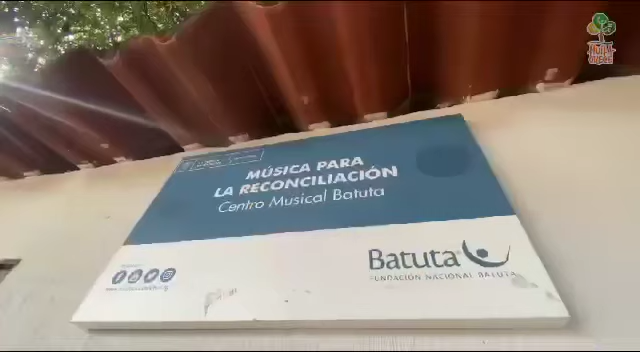 MÚSICA PARA
LA RECONCILIACIÓN
Centro Musical Batuta
Batuta
FUNDACIÓN NACIONAL BATUTA